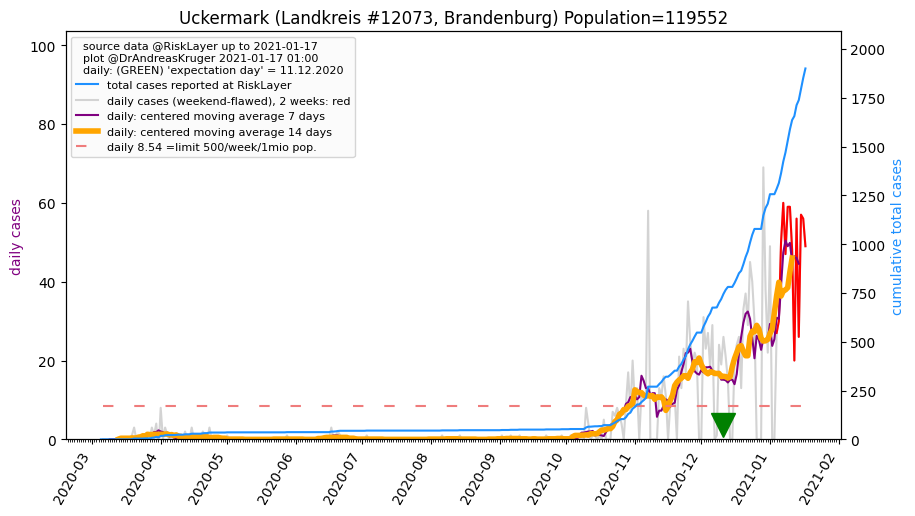 Uckermark (Landkreis #12073, Brandenburg) Population=119552
source data @RiskLayer up to 2021-01-17
plot @DrAndreasKruger 2021-01-17 01:00
daily: (GREEN) 'expectation day' = 11.12.2020
total cases reported at RiskLayer
daily cases (weekend-flawed), 2 weeks: red
daily: centered moving average 7 days
daily: centered moving average 14 days
daily 8.54 =limit 500/week/1mio pop.
daily cases
100
80
60
40
20
0
cumulative total cases
2000
1750
1500
1250
1000
750
500
250
0
2020-03
2020-04
2020-05
2020-06
2020-07
2020-08
2020-09
2020-10
2020-11
2020-12
2021-01
2021-02